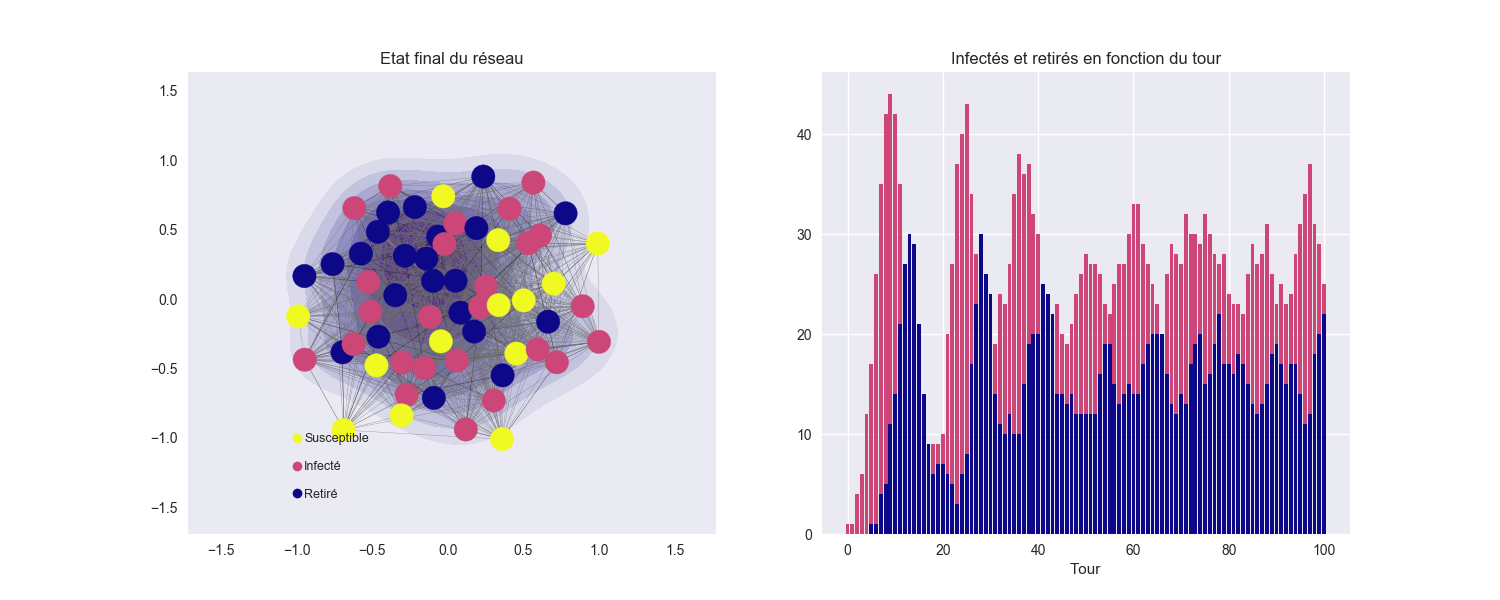 Etat final du réseau
1.5
1.0
0.5
0.0
−0.5
−1.0
−1.5
−1.5 −1.0 −0.5 0.0 0.5 1.0 1.5
Susceptible
Infecté
Retiré
Infectés et retirés en fonction du tour
40
30
20
10
0
0 20 40 60 80 100
Tour